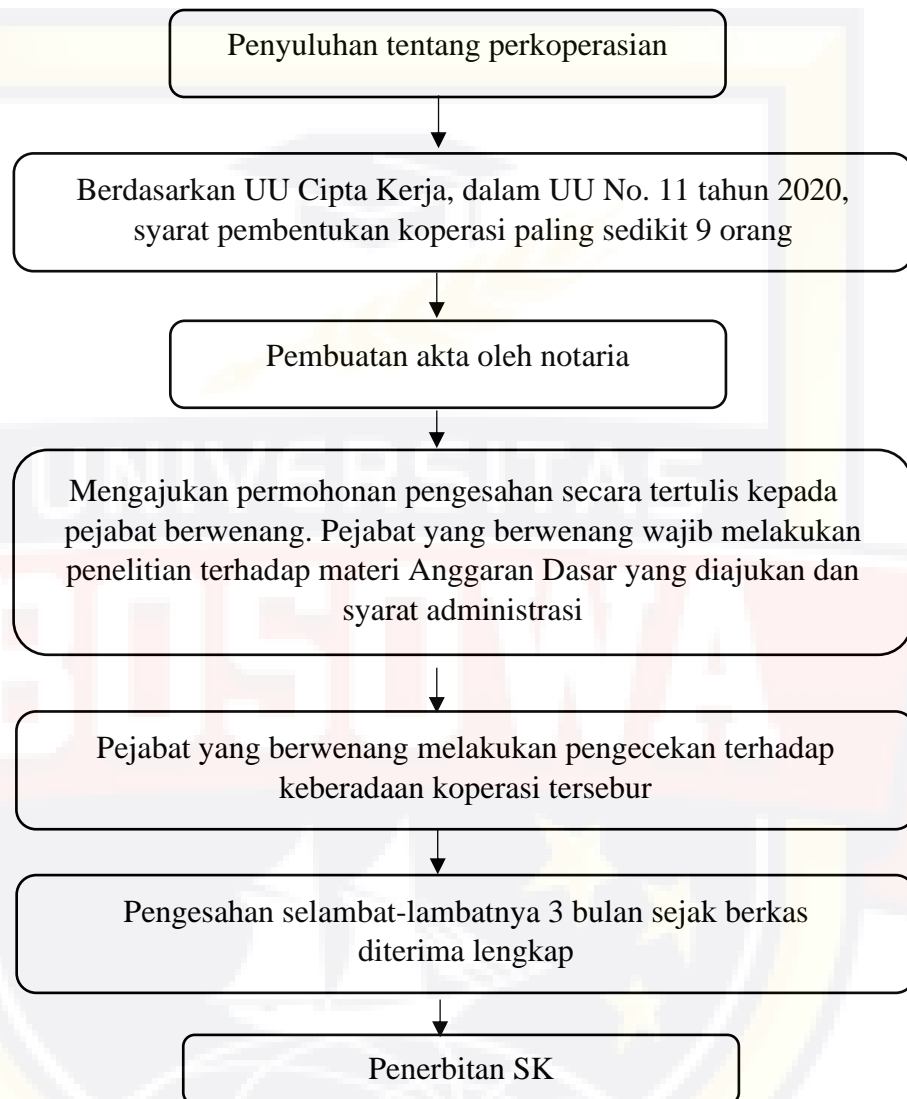 Penyuluhan tentang perkoperasian
Berdasarkan UU Cipta Kerja, dalam UU No. 11 tahun 2020,
syarat pembentukan koperasi paling sedikit 9 orang
Pembuatan akta oleh notaria
UNIVERSITAS
Mengajukan permohonan pengesahan secara tertulis kepada
pejabat berwenang. Pejabat yang berwenang wajib melakukan
penelitian terhadap materi Anggaran Dasar yang diajukan dan
syarat administrasi
BOSOWA
Pejabat yang berwenang melakukan pengecekan terhadap
keberadaan koperasi tersebur
Pengesahan selambat-lambatnya 3 bulan sejak berkas
diterima lengkap
Penerbitan SK